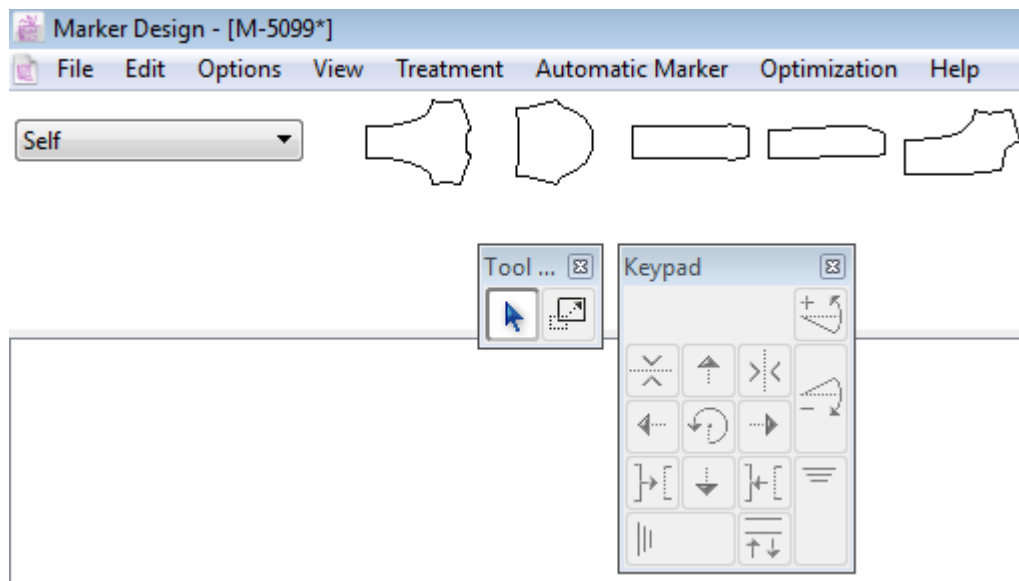 Marker Design - [M-5099*]
File Edit Options View Treatment Automatic Marker Optimization Help
Self
Tool ...
Keypad